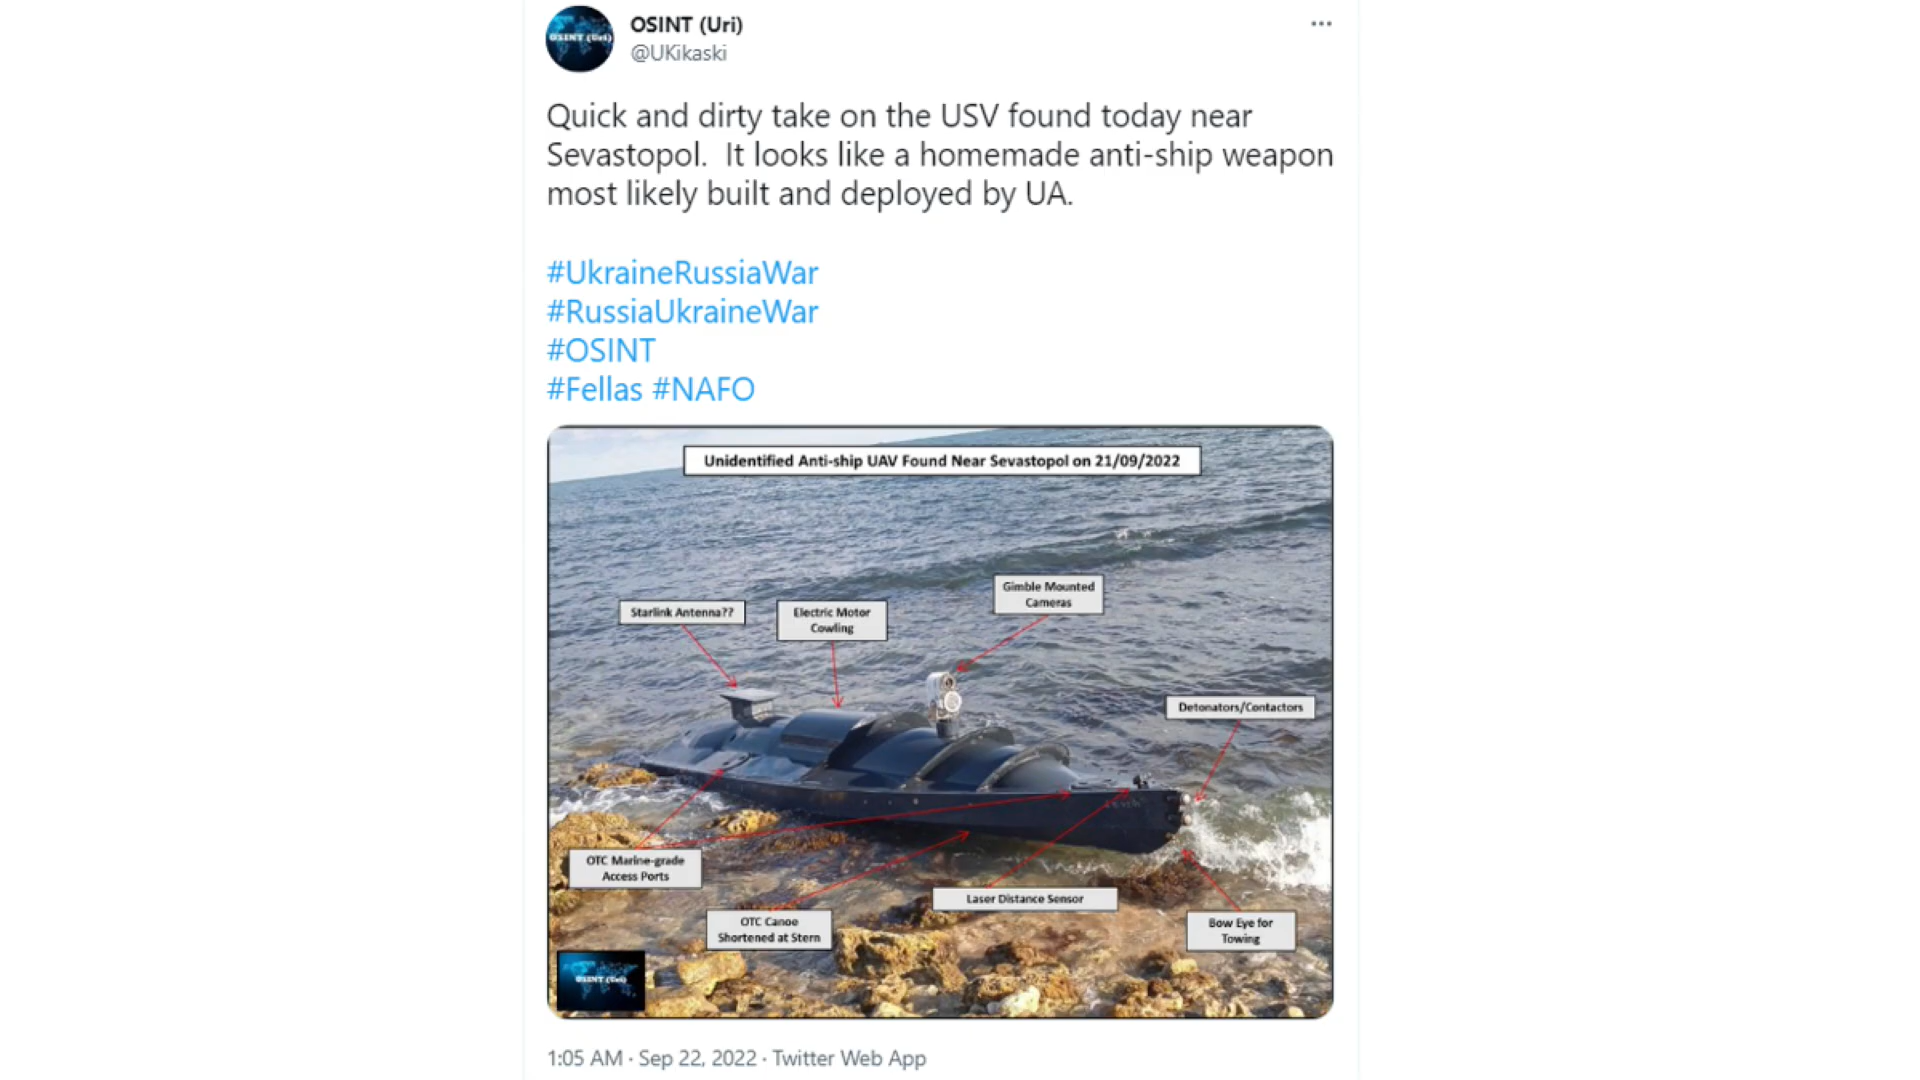 OSINT (Uri)
OSINT (Uri)
@UKikaski
Quick and dirty take on the USV found today near
Sevastopol. It looks like a homemade anti-ship weapon
most likely built and deployed by UA.
#UkraineRussiaWar
#RussiaUkraineWar
#OSINT
#Fellas #NAFO
Unidentified Anti-ship UAV Found Near Sevastopol on 21/09/2022
Gimble Mounted
Cameras
Starlink Antenna??
Electric Motor
Cowling
Detonators/Contactors
OTC Marine-grade
Access Ports
Laser Distance Sensor
OTC Canoe
Shortened at Stern
Bow Eye for
Towing
OSINT (Uri)
1:05 AM · Sep 22, 2022 · Twitter Web App